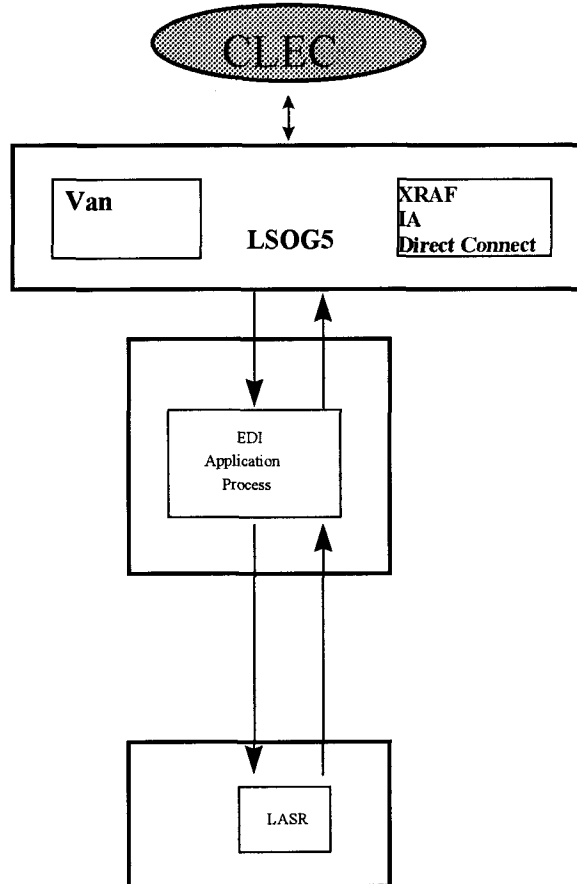 CLEC
Van
XRAF
IA
Direct Connect
LSOG5
EDI
Application
Process
LASR